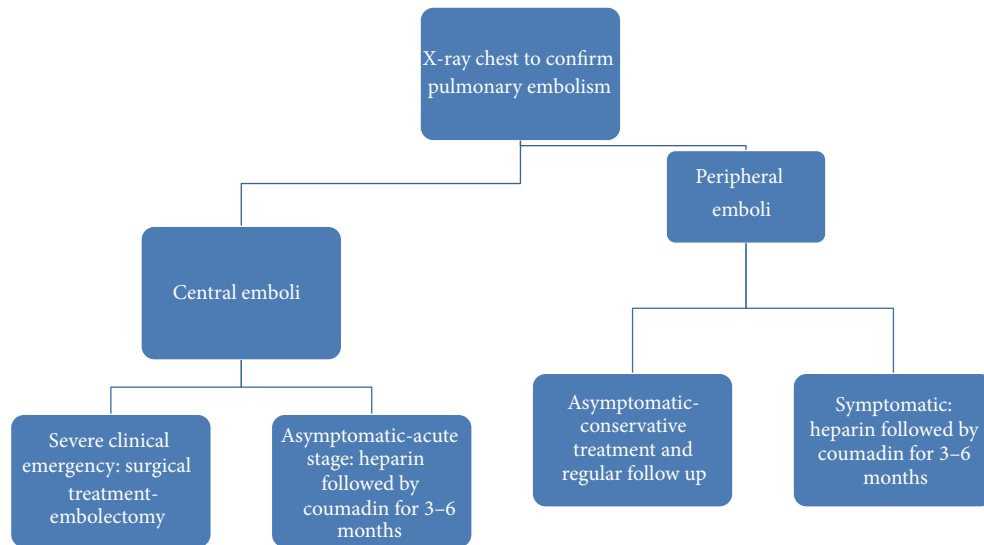 X-ray chest to confirm
pulmonary embolism
Peripheral
emboli
Central emboli
Severe clinical
emergency: surgical
treatment-
embolectomy
Asymptomatic-acute
stage: heparin
followed by
coumadin for 3–6
months
Asymptomatic-
conservative
treatment and
regular follow up
Symptomatic:
heparin followed by
coumadin for 3–6
months